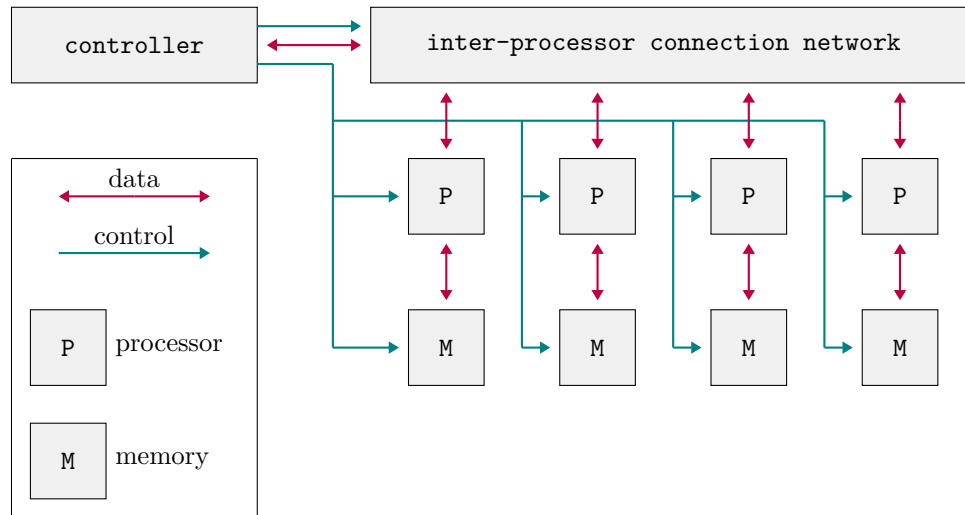 controller
inter-processor connection network
data
control
P
processor
M
memory
P P P P
M M M M